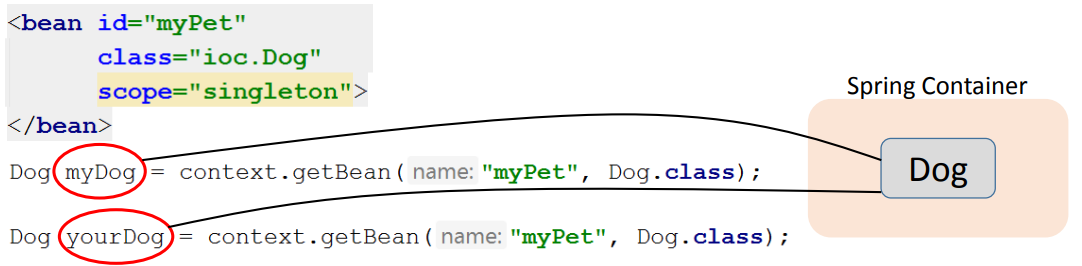 <bean id="myPet"
class="ioc.Dog"
scope="singleton">
</bean>
Spring Container
Dog
Dog myDog = context.getBean( name: "myPet", Dog.class);
Dog yourDog = context.getBean( name: "myPet", Dog.class);